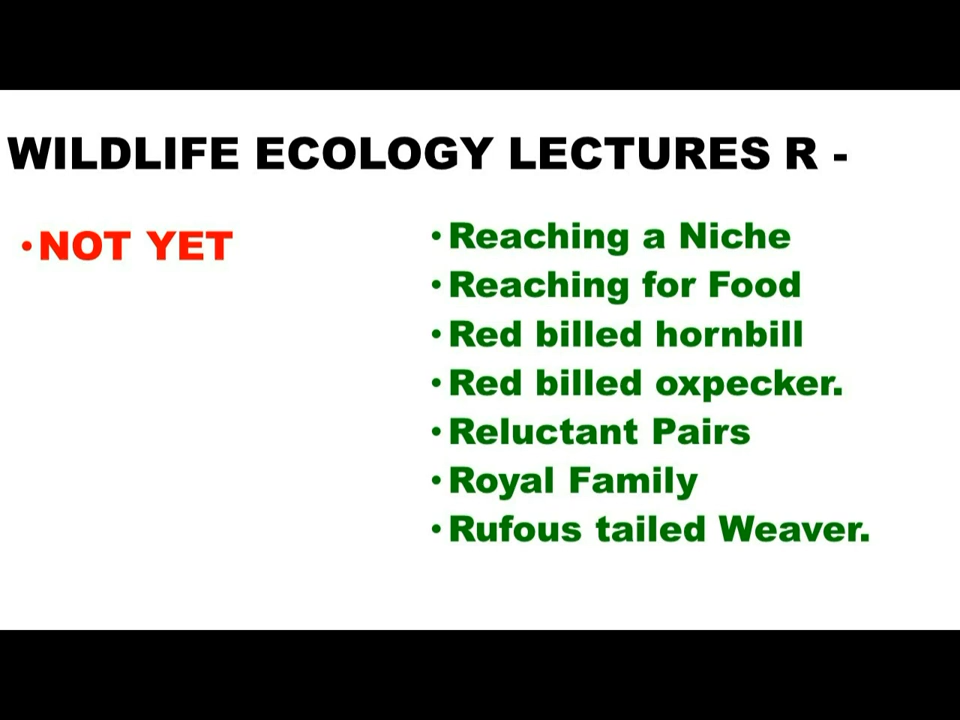 WILDLIFE ECOLOGY LECTURES R -
• NOT YET
• Reaching a Niche
• Reaching for Food
• Red billed hornbill
• Red billed oxpecker.
• Reluctant Pairs
• Royal Family
• Rufous tailed Weaver.